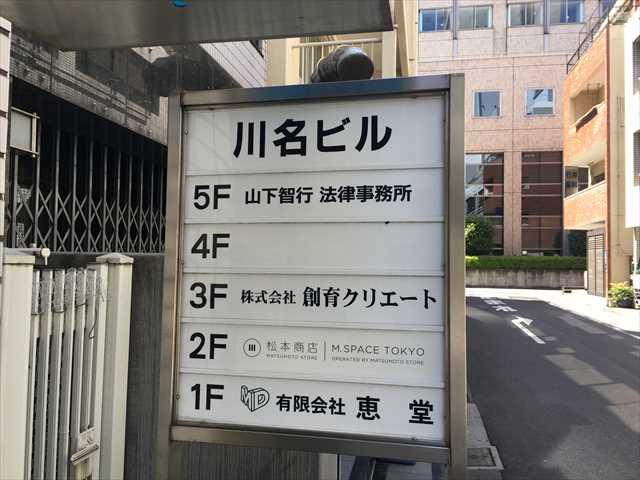 川名ビル
5F 山下智行 法律事務所
4F
3F 株式会社 創育クリエート
2F 松本商店 MATSUMOTO STORE | M.SPACE TOKYO OPERATED BY MATSUMOTO STORE
1F MD 有限会社 恵 堂